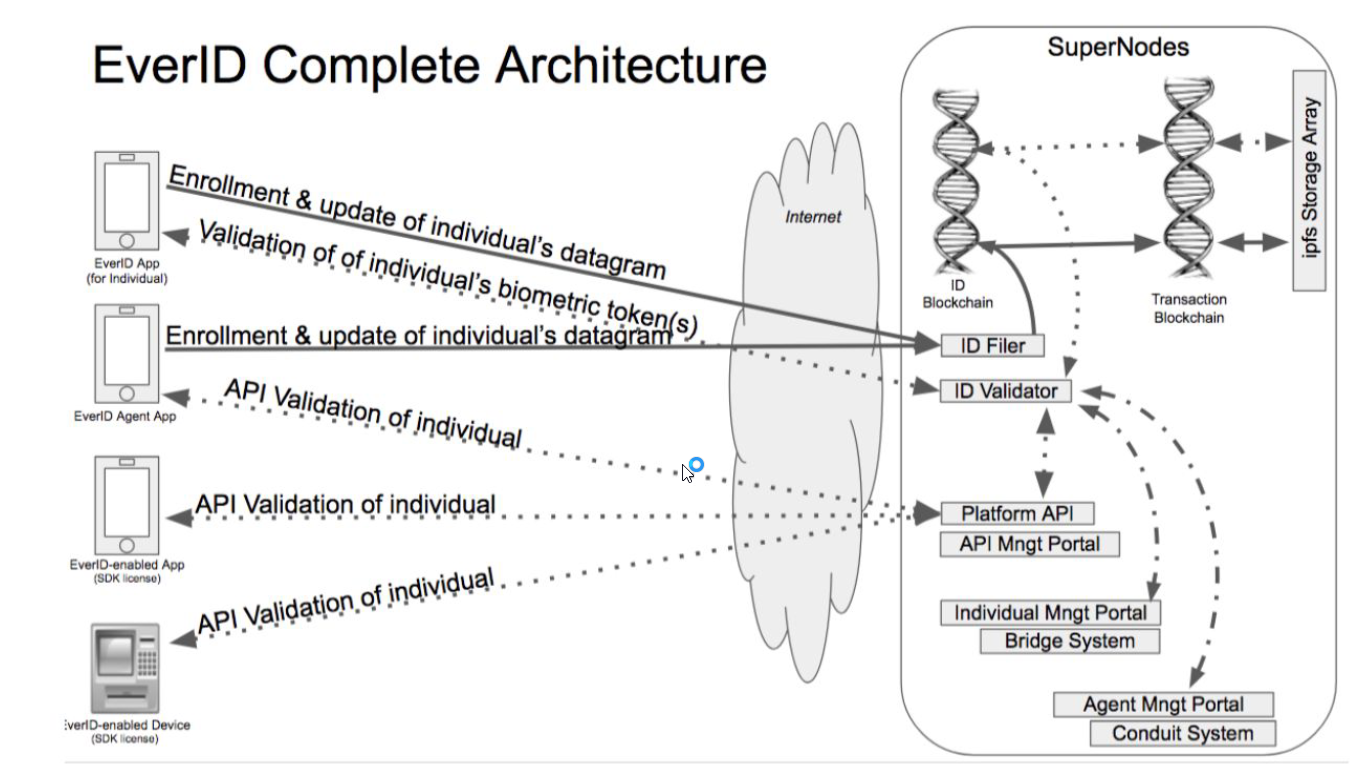 EverID Complete Architecture
SuperNodes
Enrollment & update of individual's datagram
Validation of of individual's biometric token(s)
EverID App
(for Individual)
Enrollment & update of individual's datagram
API Validation of individual
EverID Agent App
API Validation of individual
EverID-enabled App
(SDK license)
API Validation of individual
EverID-enabled Device
(SDK license)
Internet
ID
Blockchain
Transaction
Blockchain
ipfs Storage Array
ID Filer
ID Validator
Platform API
API Mngt Portal
Individual Mngt Portal
Bridge System
Agent Mngt Portal
Conduit System